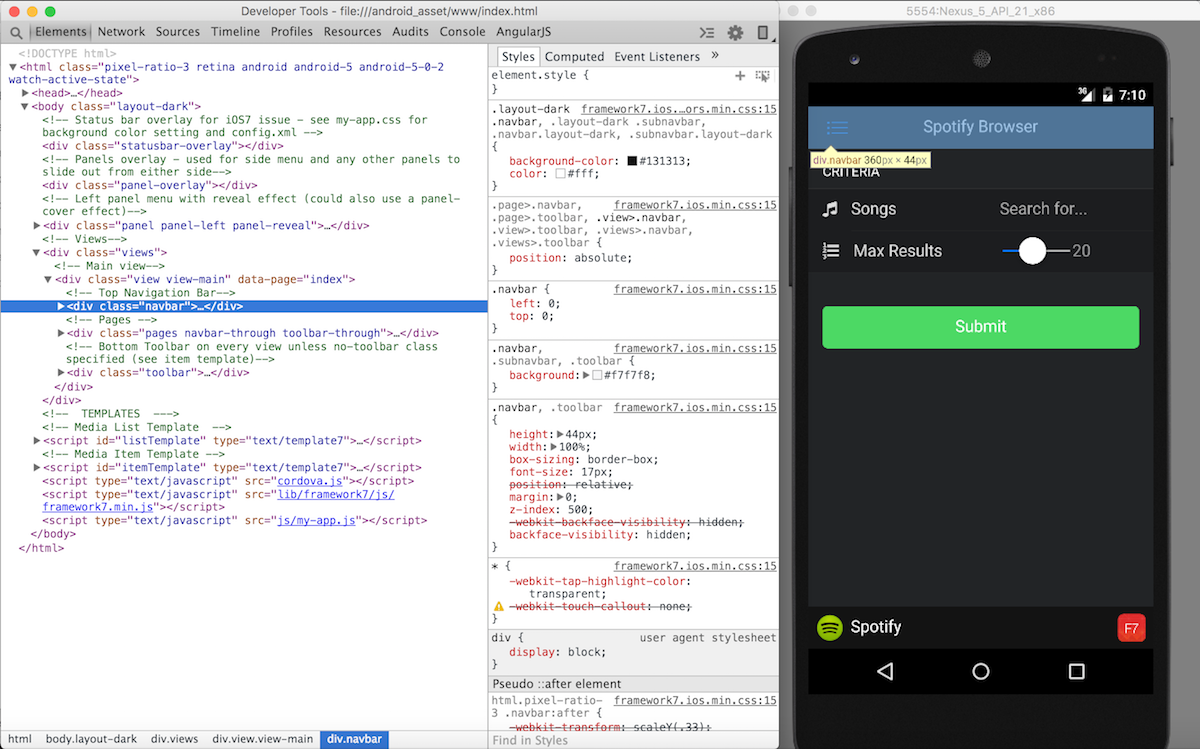 Developer Tools - file:///android_asset/www/index.html
Elements Network Sources Timeline Profiles Resources Audits Console AngularJS
<!DOCTYPE html>
▼<html class="pixel-ratio-3 retina android android-5 android-5-0-2
watch-active-state">
▶<head>…</head>
▼<body class="layout-dark">
<!-- Status bar overlay for iOS7 issue - see my-app.css for
background color setting and config.xml -->
<div class="statusbar-overlay"></div>
<!-- Panels overlay - used for side menu and any other panels to
slide out from either side-->
<div class="panel-overlay"></div>
<!-- Left panel menu with reveal effect (could also use a panel-
cover effect)-->
▶<div class="panel panel-left panel-reveal">…</div>
<!-- Views-->
▼<div class="views">
<!-- Main view-->
▼<div class="view view-main" data-page="index">
<!-- Top Navigation Bar-->
▶<div class="navbar">…</div>
<!-- Pages -->
▶<div class="pages navbar-through toolbar-through">…</div>
<!-- Bottom Toolbar on every view unless no-toolbar class
specified (see item template)-->
▶<div class="toolbar">…</div>
</div>
</div>
<!--  TEMPLATES  --->
<!-- Media List Template  -->
▶<script id="listTemplate" type="text/template7">…</script>
<!-- Media Item Template -->
▶<script id="itemTemplate" type="text/template7">…</script>
<script type="text/javascript" src="cordova.js"></script>
<script type="text/javascript" src="lib/framework7/js/
framework7.min.js"></script>
<script type="text/javascript" src="js/my-app.js"></script>
</body>
</html>
html body.layout-dark div.views div.view.view-main div.navbar
Styles Computed Event Listeners »
element.style {
}
.layout-dark framework7.ios.…ors.min.css:15
.navbar, .layout-dark .subnavbar,
.navbar.layout-dark, .subnavbar.layout-dark
{
background-color: #131313;
color: #fff;
}
.page>.navbar, framework7.ios.min.css:15
.page>.toolbar, .view>.navbar,
.view>.toolbar, .views>.navbar,
.views>.toolbar {
position: absolute;
}
.navbar { framework7.ios.min.css:15
left: 0;
top: 0;
}
.navbar, framework7.ios.min.css:15
.subnavbar, .toolbar {
background:▶#f7f7f8;
}
.navbar, .toolbar framework7.ios.min.css:15
{
height:▶44px;
width:▶100%;
box-sizing: border-box;
font-size: 17px;
position: relative;
margin:▶0;
z-index: 500;
-webkit-backface-visibility: hidden;
backface-visibility: hidden;
}
* { framework7.ios.min.css:15
-webkit-tap-highlight-color:
transparent;
-webkit-touch-callout: none;
}
div { user agent stylesheet
display: block;
}
Pseudo ::after element
html.pixel-ratio- framework7.ios.min.css:15
3 .navbar:after {
-webkit-transform: scaleY(.33);
Find in Styles
5554:Nexus_5_API_21_x86
3G 7:10
Spotify Browser
div.navbar 360px × 44px
CRITERIA
Songs Search for...
Max Results 20
Submit
Spotify F7